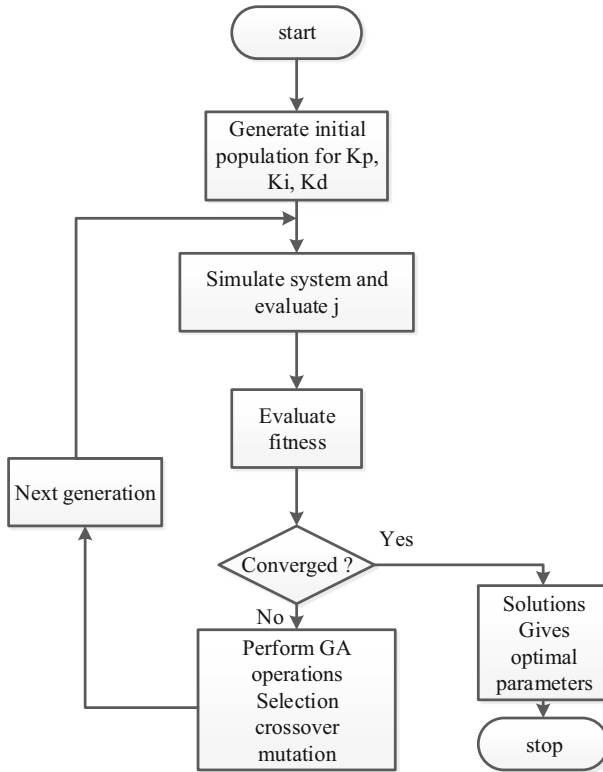 start
Generate initial
population for Kp,
Ki, Kd
Simulate system and
evaluate j
Evaluate
fitness
Next generation
Converged ?
Yes
No
Perform GA
operations
Selection
crossover
mutation
Solutions
Gives
optimal
parameters
stop